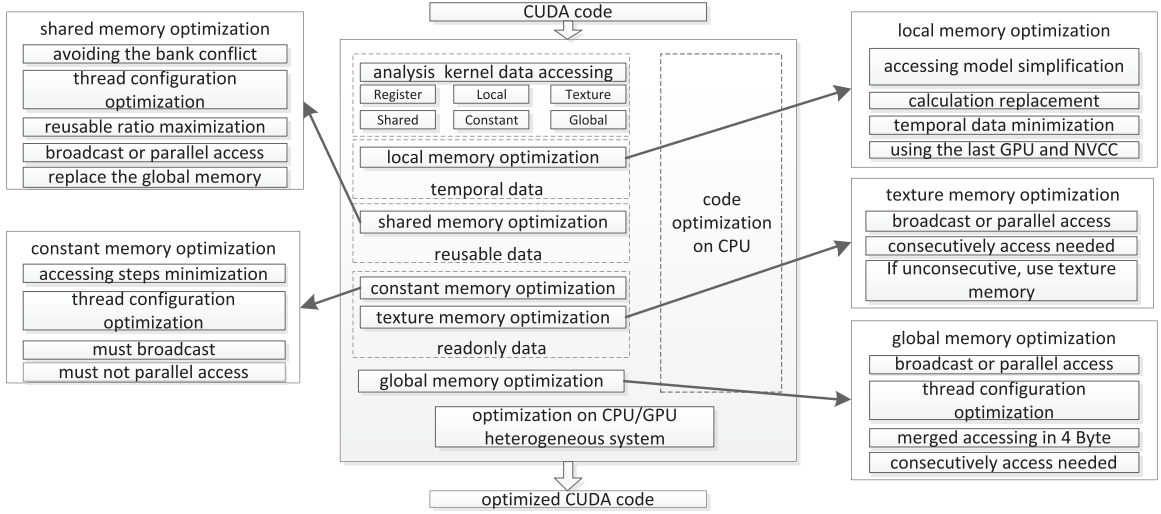 CUDA code
shared memory optimization
avoiding the bank conflict
thread configuration
optimization
reusable ratio maximization
broadcast or parallel access
replace the global memory
constant memory optimization
accessing steps minimization
thread configuration
optimization
must broadcast
must not parallel access
analysis kernel data accessing
Register
Local
Texture
Shared
Constant
Global
local memory optimization
temporal data
shared memory optimization
reusable data
constant memory optimization
texture memory optimization
readonly data
global memory optimization
optimization on CPU/GPU
heterogeneous system
code
optimization
on CPU
local memory optimization
accessing model simplification
calculation replacement
temporal data minimization
using the last GPU and NVCC
texture memory optimization
broadcast or parallel access
consecutively access needed
If unconsecutive, use texture
memory
global memory optimization
broadcast or parallel access
thread configuration
optimization
merged accessing in 4 Byte
consecutively access needed
optimized CUDA code